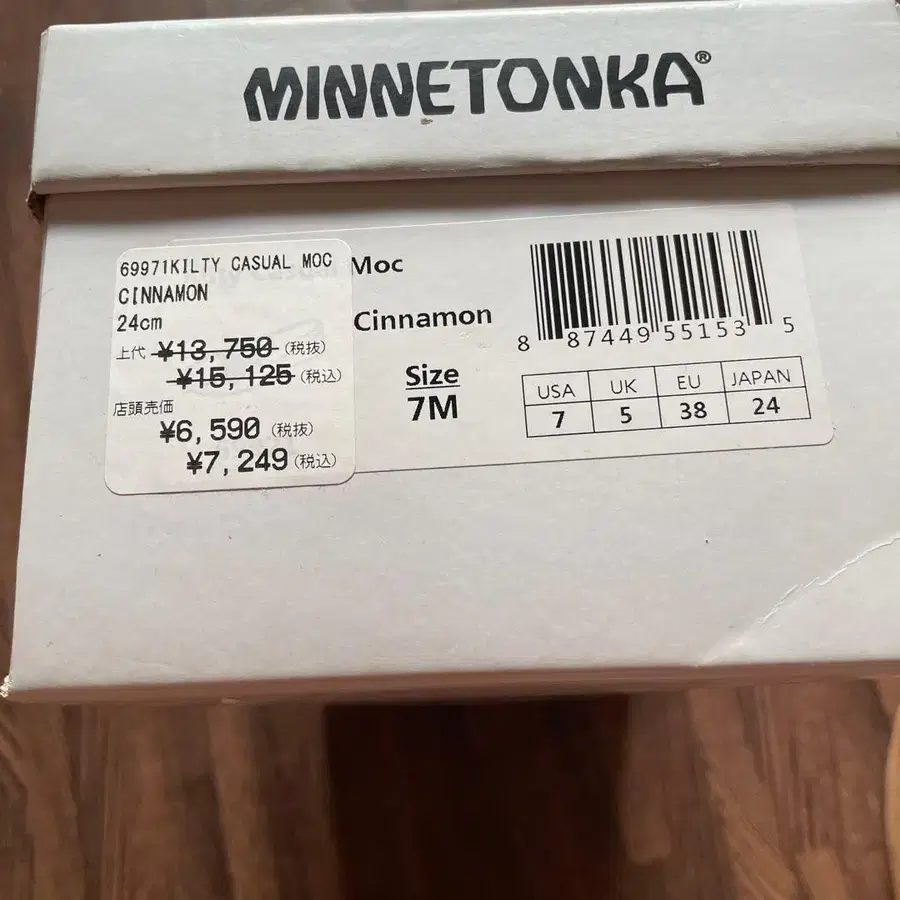 MINNETONKA®
69971KILTY CASUAL MOC
CINNAMON
24cm
上代 ¥13,750 (税抜)
¥15,125 (税込)
店頭売価
¥6,590 (税抜)
¥7,249 (税込)
Moc
Cinnamon
Size
7M
8 87449 55153 5
USA UK EU JAPAN
7 5 38 24